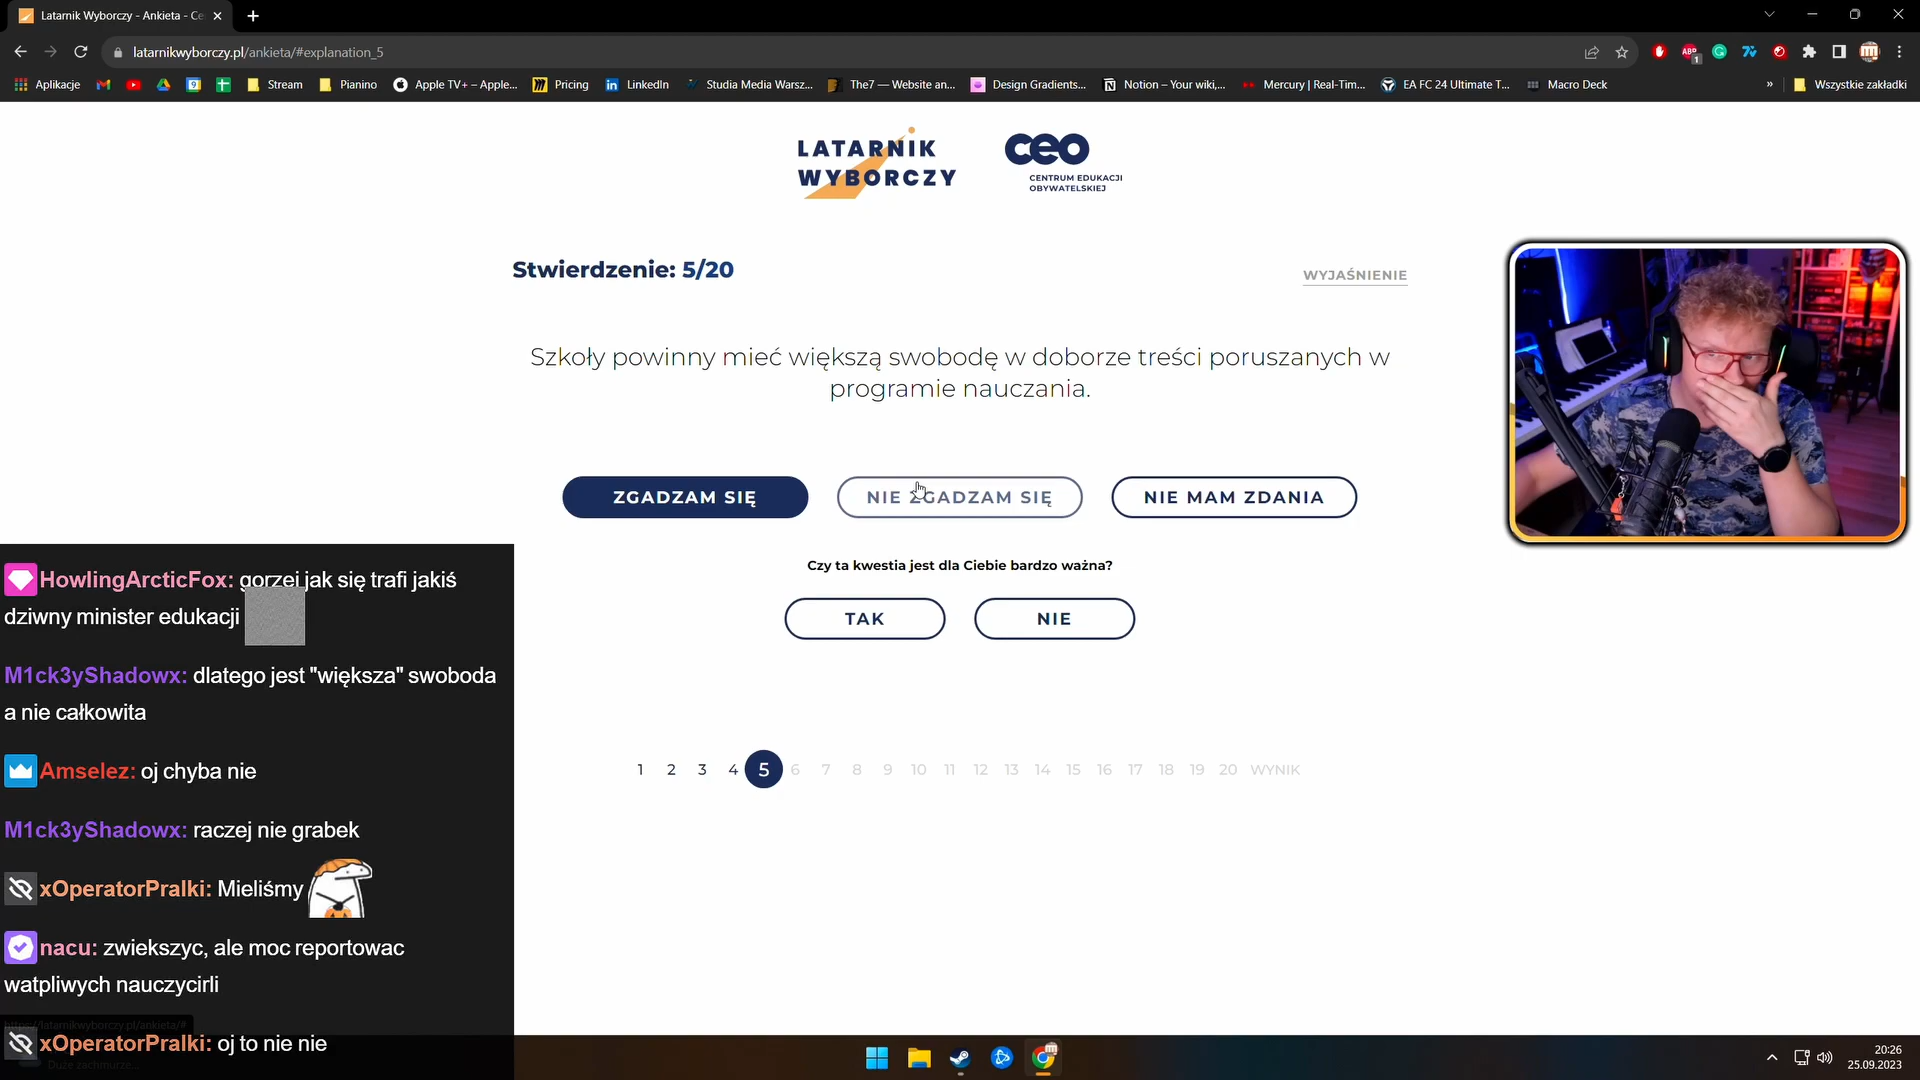 Latarnik Wyborczy - Ankieta - Ce
latarnikwyborczy.pl/ankieta/#explanation_5
Aplikacje
Stream
Pianino
Apple TV+ – Apple...
Pricing
LinkedIn
Studia Media Warsz...
The7 — Website an...
Design Gradients...
Notion – Your wiki,...
Mercury | Real-Tim...
EA FC 24 Ultimate T...
Macro Deck
»
Wszystkie zakładki
LATARNIK
WYBORCZY
ceo
CENTRUM EDUKACJI
OBYWATELSKIEJ
Stwierdzenie: 5/20
WYJAŚNIENIE
Szkoły powinny mieć większą swobodę w doborze treści poruszanych w
programie nauczania.
ZGADZAM SIĘ
NIE ZGADZAM SIĘ
NIE MAM ZDANIA
Czy ta kwestia jest dla Ciebie bardzo ważna?
TAK
NIE
1 2 3 4 5 6 7 8 9 10 11 12 13 14 15 16 17 18 19 20 WYNIK
HowlingArcticFox: gorzej jak się trafi jakiś
dziwny minister edukacji
M1ck3yShadowx: dlatego jest "większa" swoboda
a nie całkowita
Amselez: oj chyba nie
M1ck3yShadowx: raczej nie grabek
xOperatorPralki: Mieliśmy
nacu: zwiekszyc, ale moc reportowac
watpliwych nauczycirli
https://latarnikwyborczy.pl/ankieta/#
xOperatorPralki: oj to nie nie
Duże zachmurze...
20:26
25.09.2023